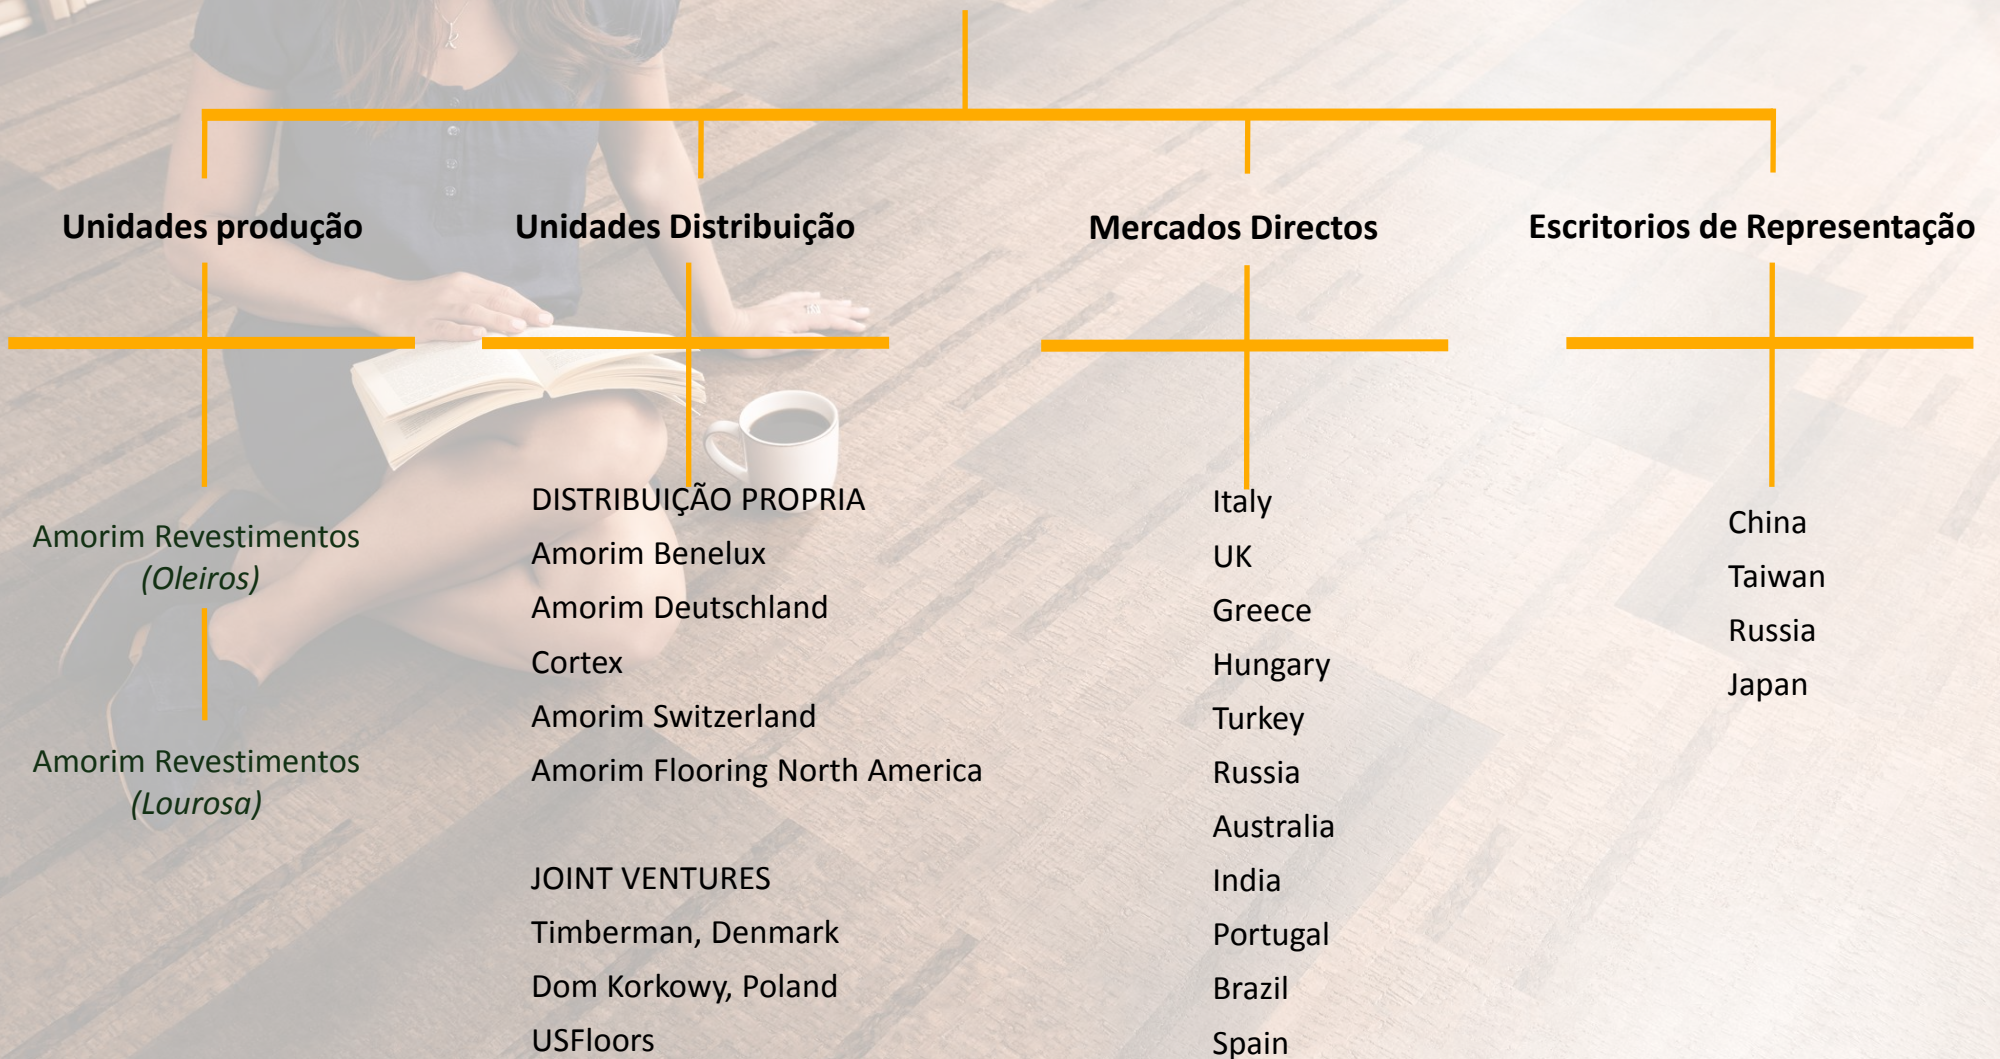 Unidades produção
Amorim Revestimentos
(Oleiros)
Amorim Revestimentos
(Lourosa)
Unidades Distribuição
DISTRIBUIÇÃO PROPRIA
Amorim Benelux
Amorim Deutschland
Cortex
Amorim Switzerland
Amorim Flooring North America
JOINT VENTURES
Timberman, Denmark
Dom Korkowy, Poland
USFloors
Mercados Directos
Italy
UK
Greece
Hungary
Turkey
Russia
Australia
India
Portugal
Brazil
Spain
Escritorios de Representação
China
Taiwan
Russia
Japan